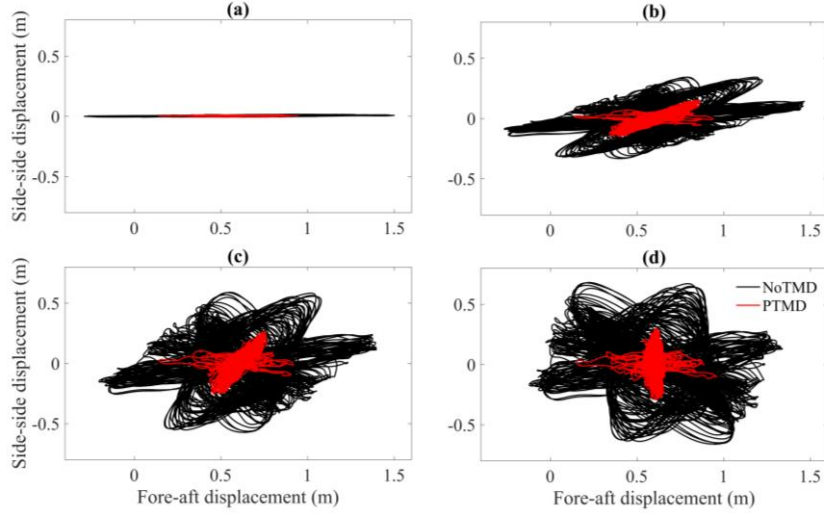 (a)
(b)
Side-side displacement (m)
0.5
0
-0.5
0 0.5 1 1.5
0.5
0
-0.5
0 0.5 1 1.5
(c)
(d)
Side-side displacement (m)
0.5
0
-0.5
0 0.5 1 1.5
Fore-aft displacement (m)
NoTMD
PTMD
0.5
0
-0.5
0 0.5 1 1.5
Fore-aft displacement (m)